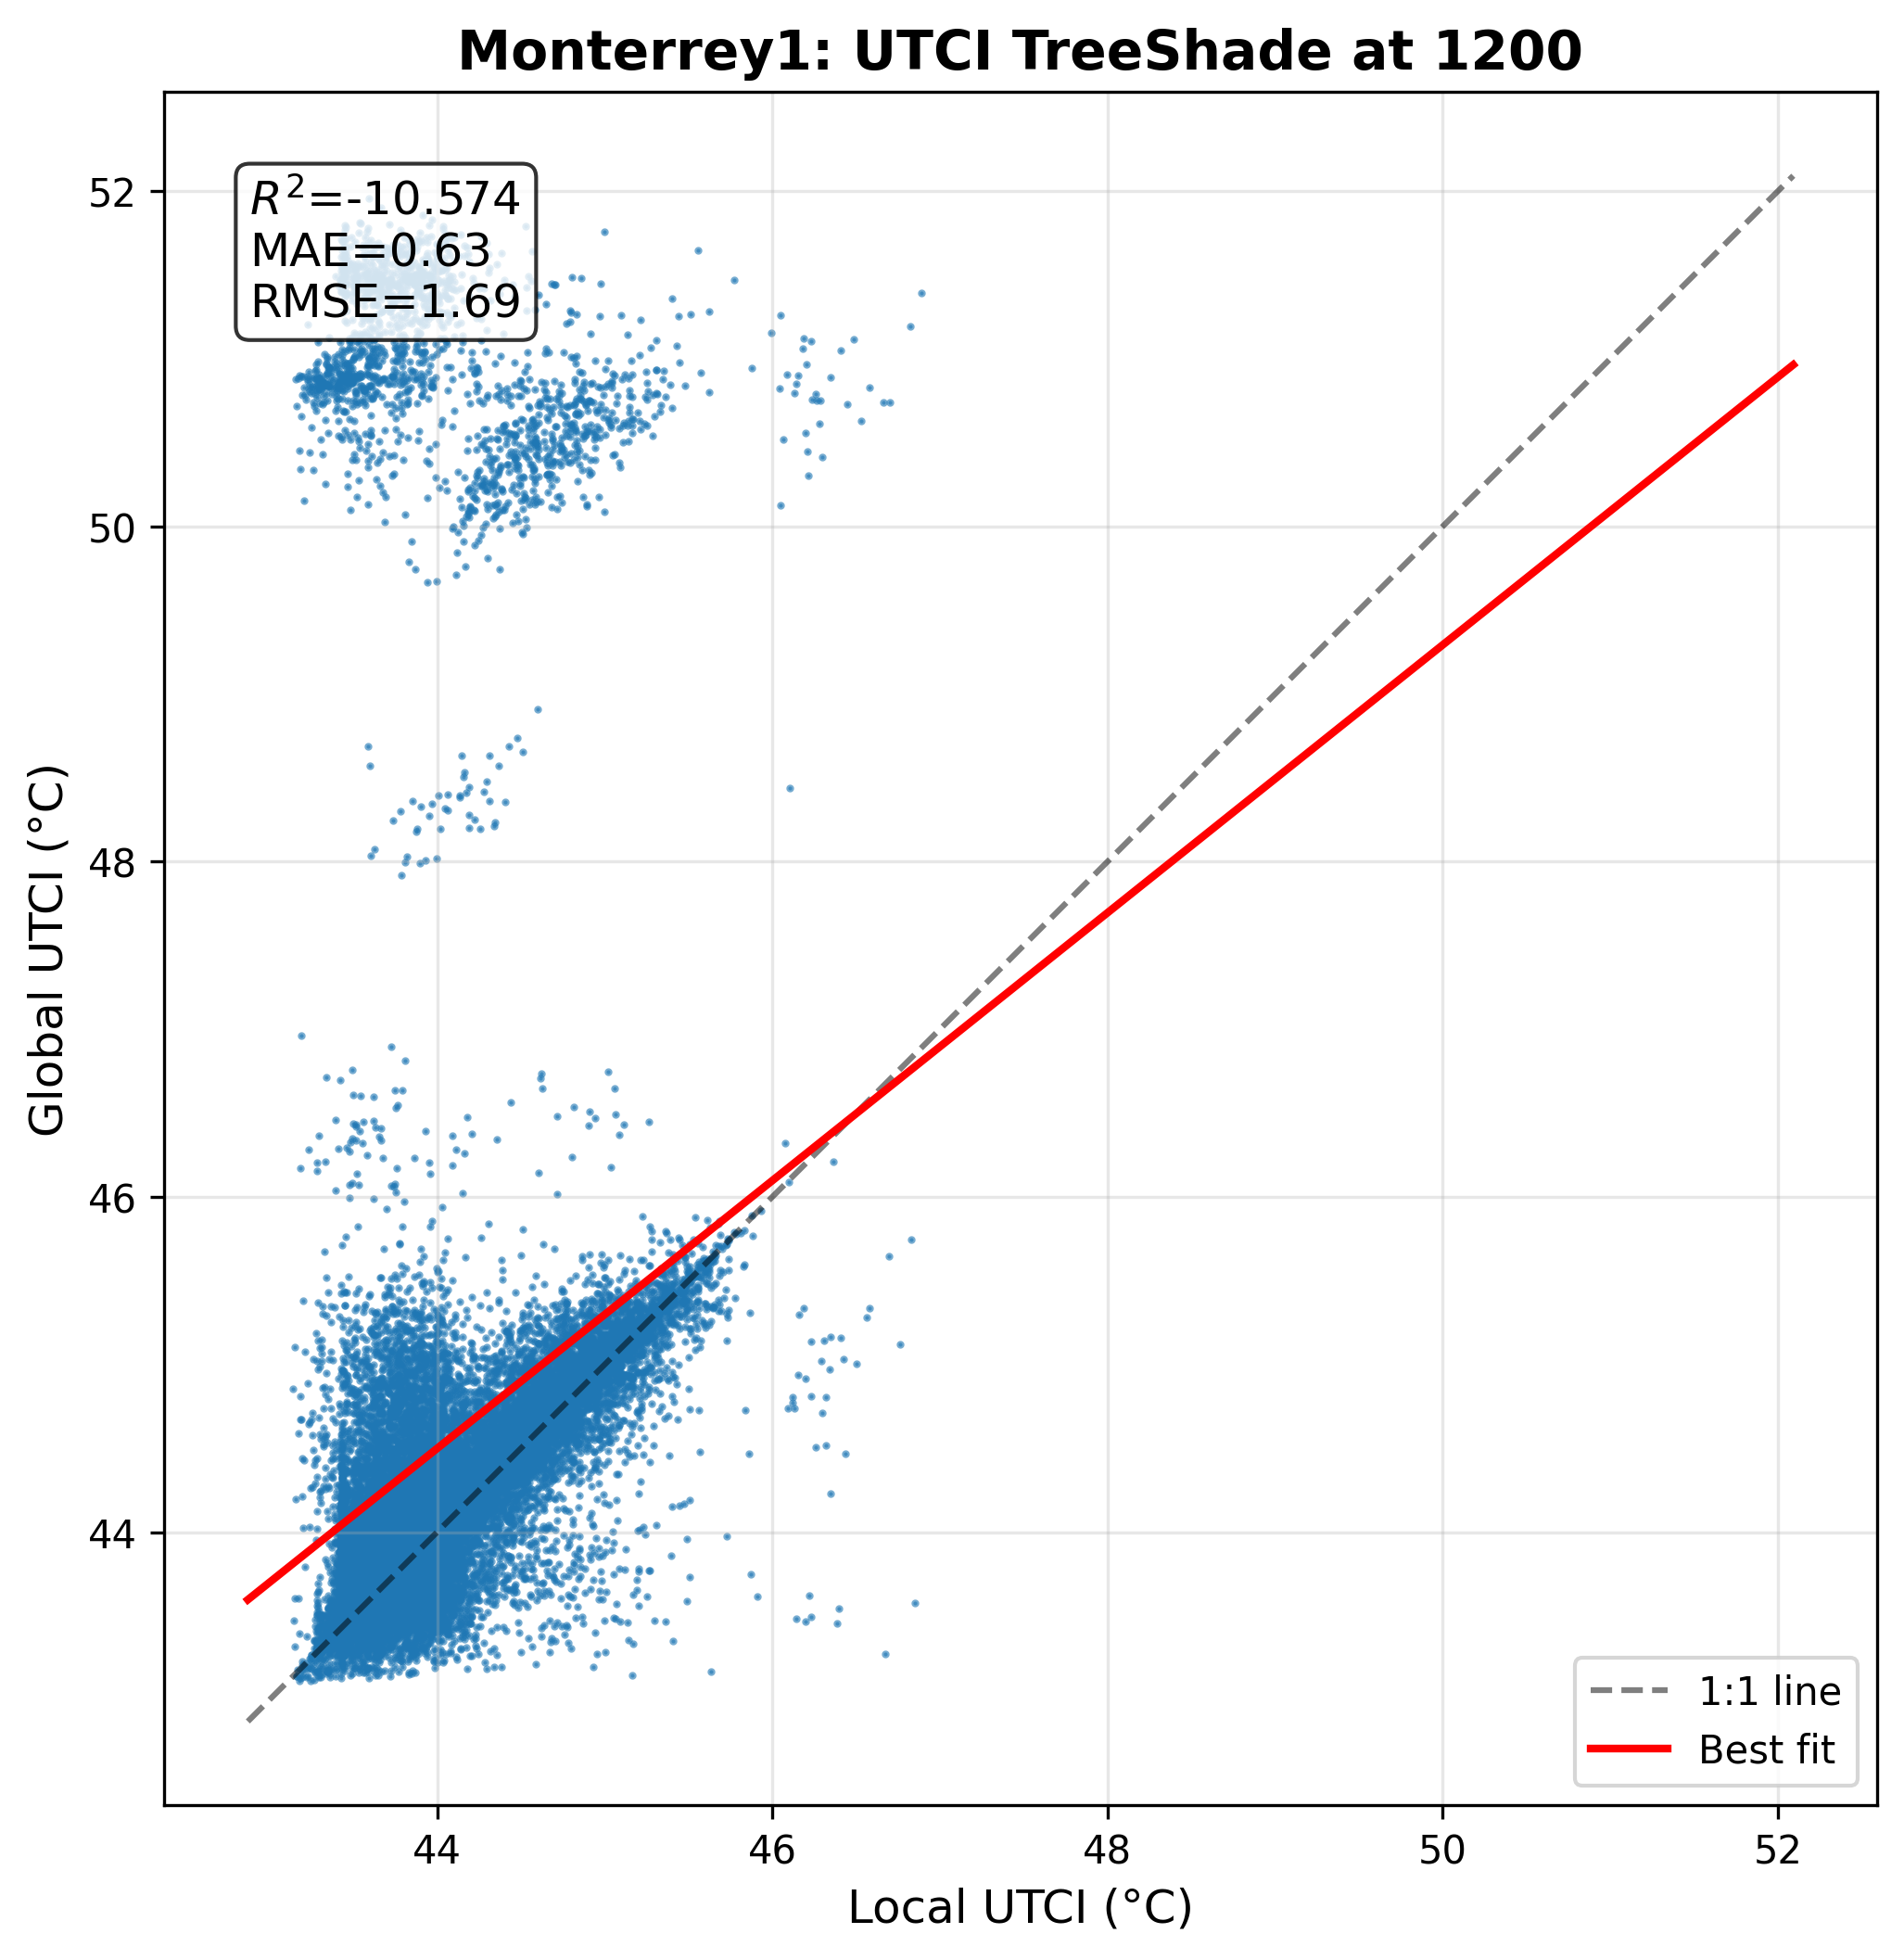 Monterrey1: UTCI TreeShade at 1200
R²=-10.574
MAE=0.63
RMSE=1.69
Global UTCI (°C)
52
50
48
46
44
44 46 48 50 52
Local UTCI (°C)
1:1 line
Best fit